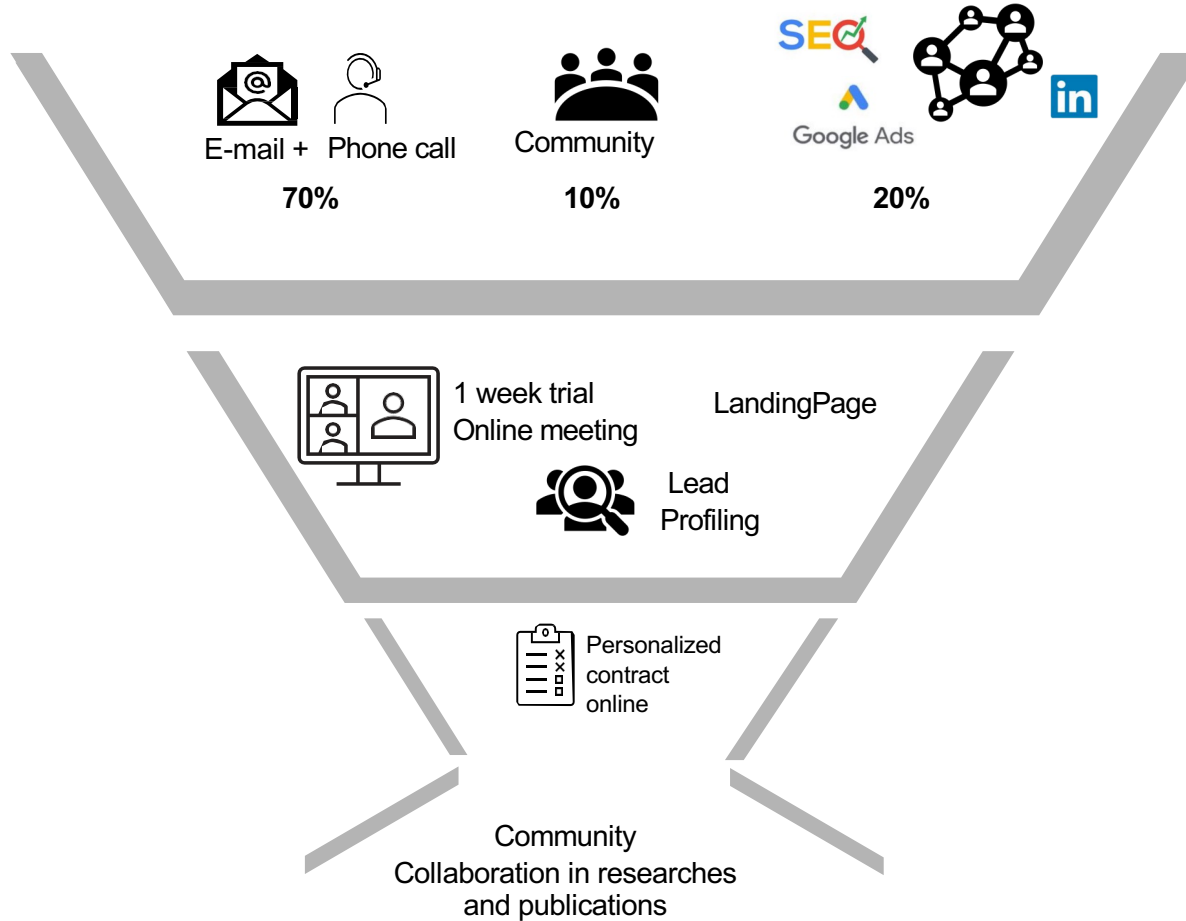 SEO
Google Ads
in
@
E-mail + Phone call
Community
70%
10%
20%
1 week trial
Online meeting
LandingPage
Lead
Profiling
Personalized
contract
online
Community
Collaboration in researches
and publications